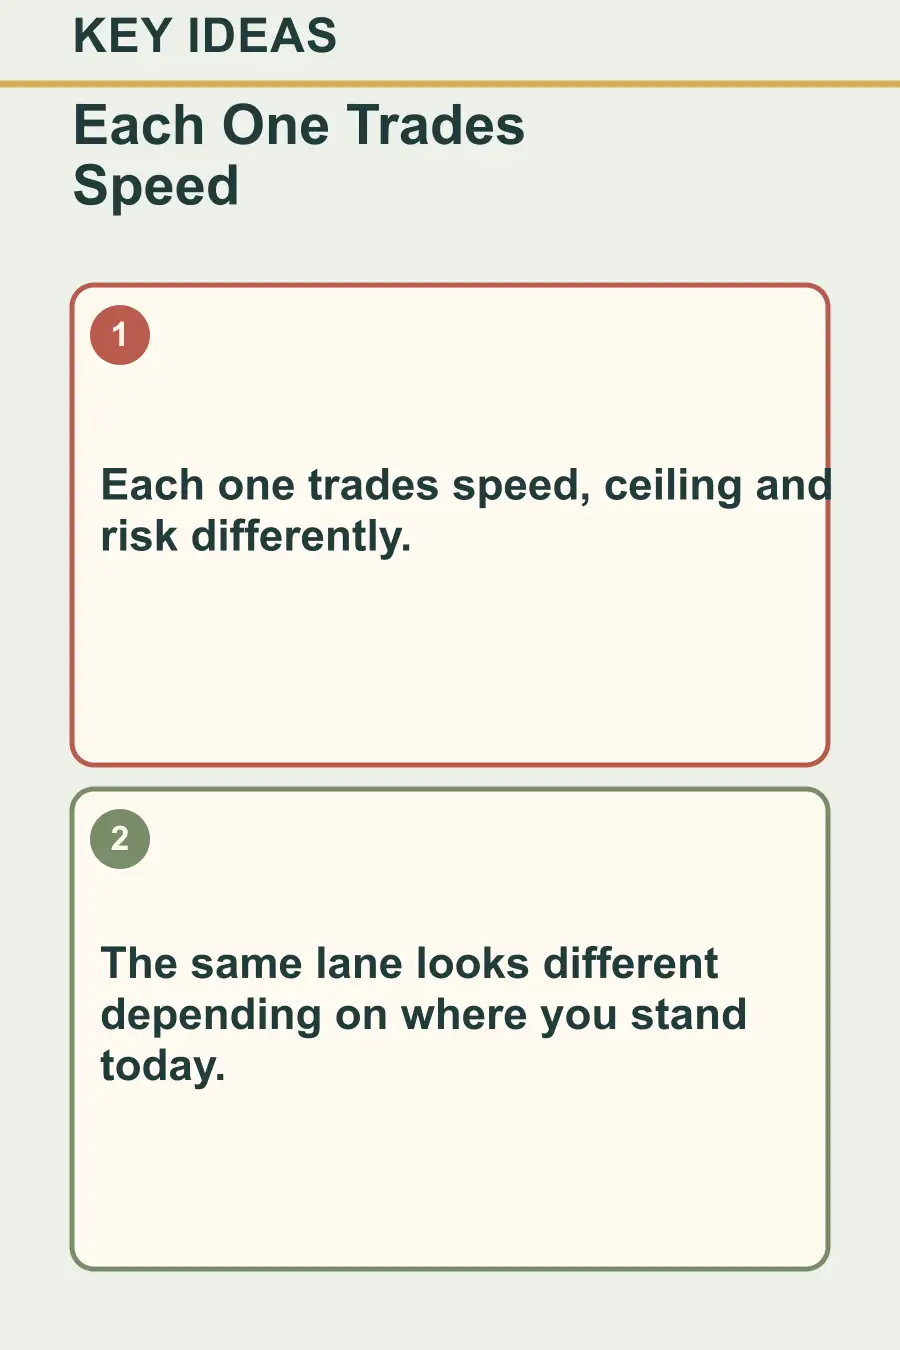 KEY IDEAS
Each One Trades
Speed
1
Each one trades speed, ceiling and
risk differently.
2
The same lane looks different
depending on where you stand
today.